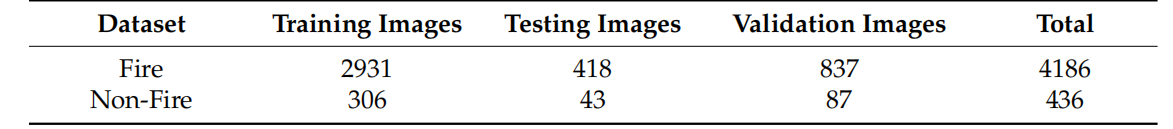 Dataset Training Images Testing Images Validation Images Total
Fire 2931 418 837 4186
Non-Fire 306 43 87 436